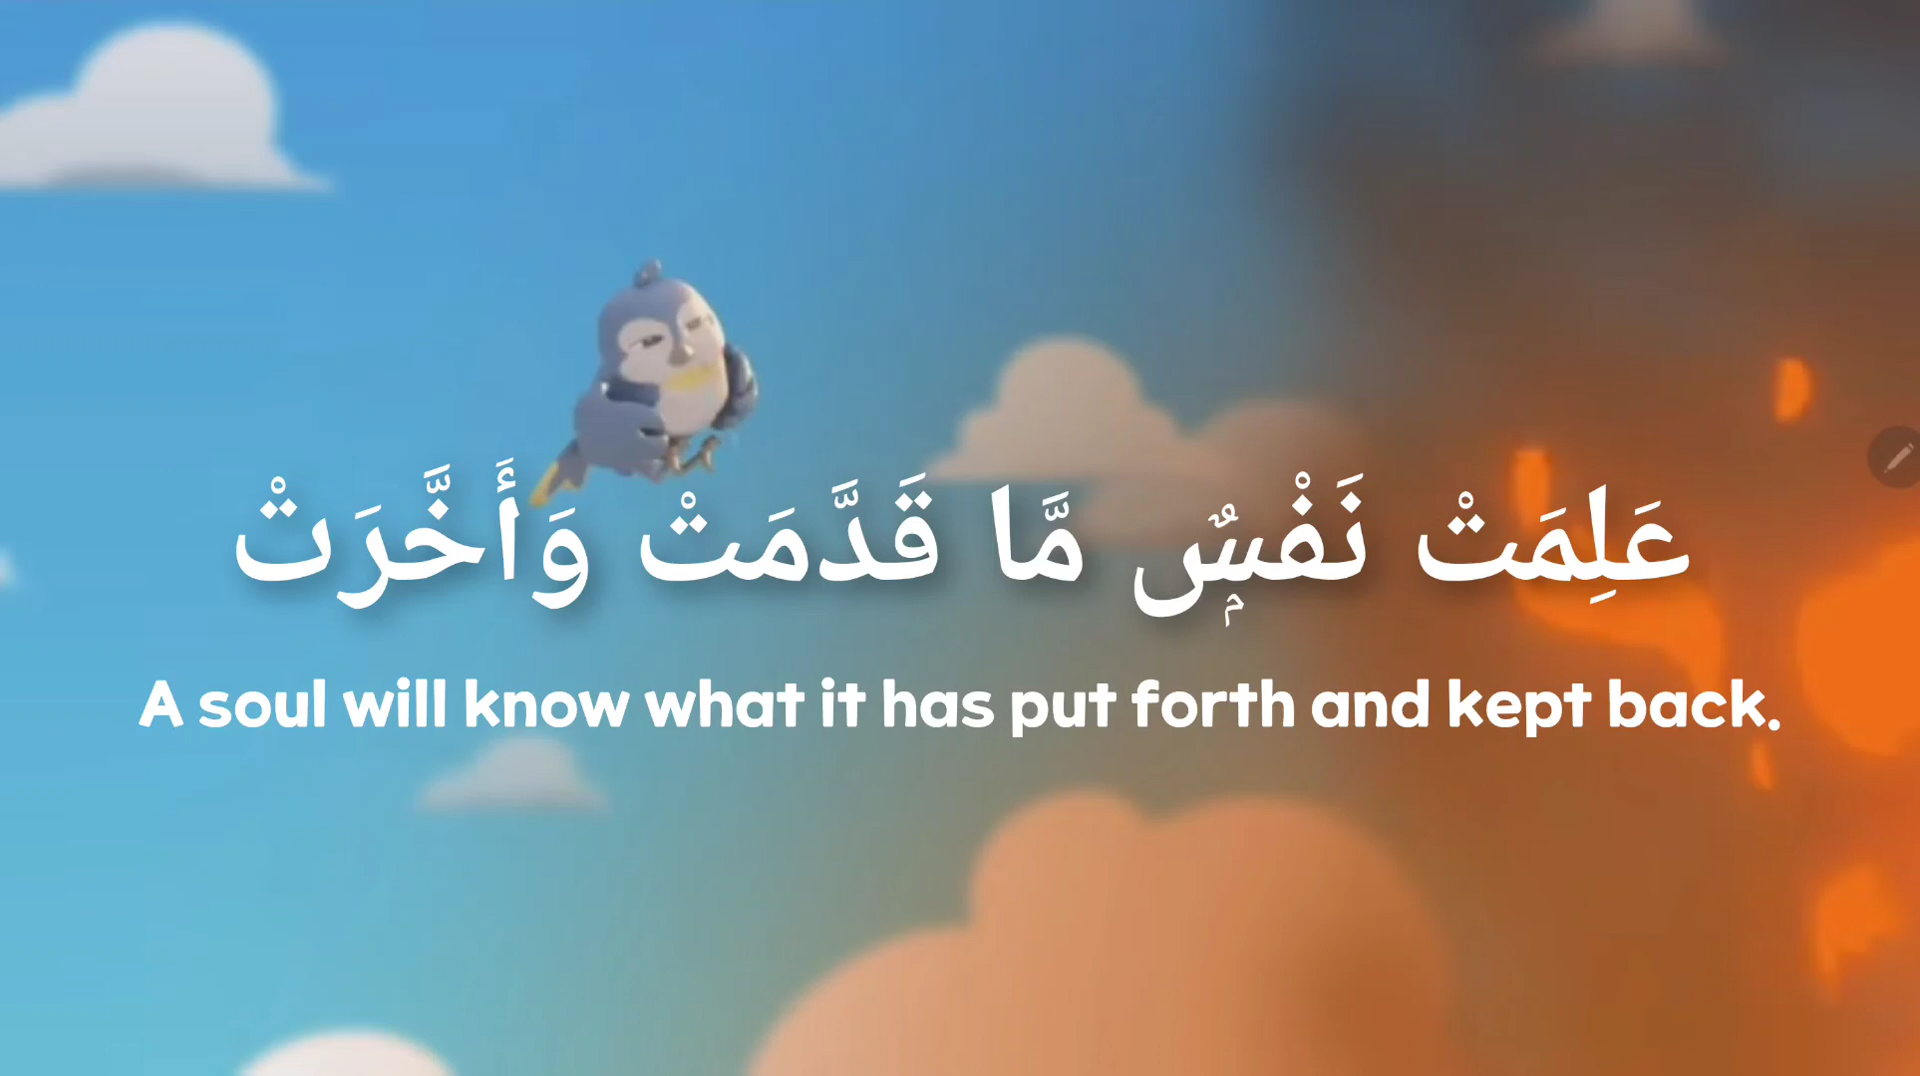 عَلِمَتْ نَفْسٌۭ مَّا قَدَّمَتْ وَأَخَّرَتْ
A soul will know what it has put forth and kept back.